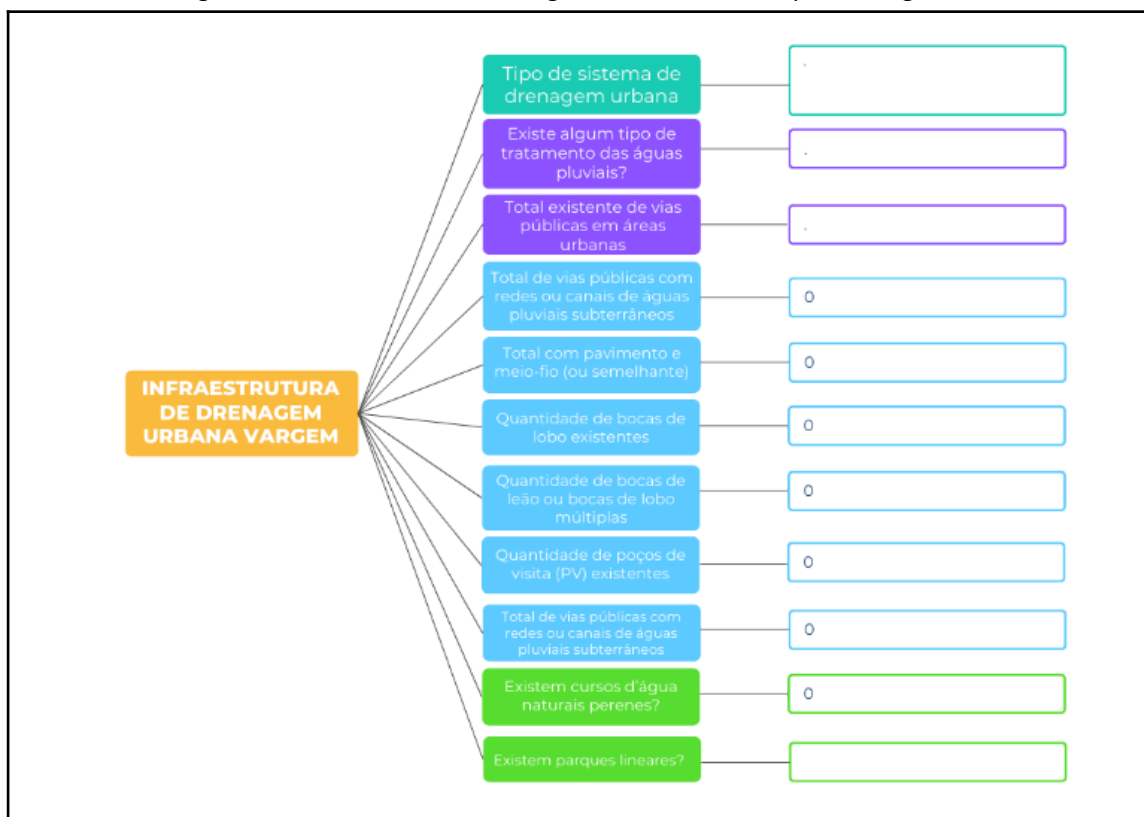 Tipo de sistema de
drenagem urbana
.
Existe algum tipo de
tratamento das águas
pluviais?
.
Total existente de vias
públicas em áreas
urbanas
.
Total de vias públicas com
redes ou canais de águas
pluviais subterrâneos
0
Total com pavimento e
meio-fio (ou semelhante)
0
INFRAESTRUTURA
DE DRENAGEM
URBANA VARGEM
Quantidade de bocas de
lobo existentes
0
Quantidade de bocas de
leão ou bocas de lobo
múltiplas
0
Quantidade de poços de
visita (PV) existentes
0
Total de vias públicas com
redes ou canais de águas
pluviais subterrâneos
0
Existem cursos d'água
naturais perenes?
0
Existem parques lineares?